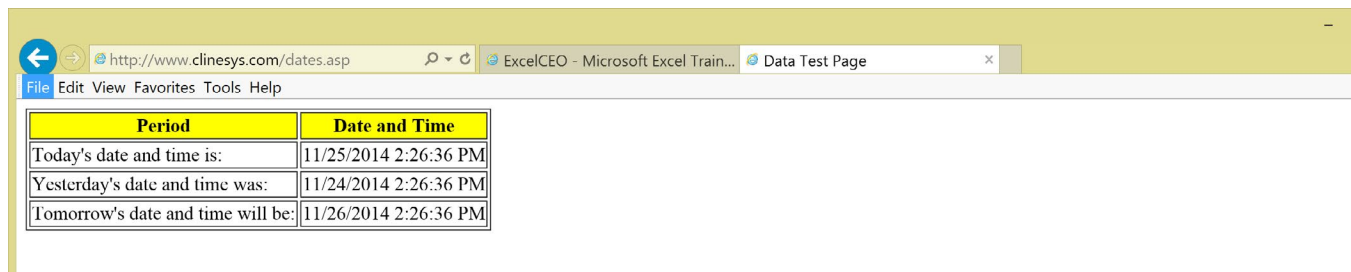 http://www.clinesys.com/dates.asp ExcelCEO - Microsoft Excel Train... Data Test Page
File Edit View Favorites Tools Help
Period Date and Time
Today's date and time is: 11/25/2014 2:26:36 PM
Yesterday's date and time was: 11/24/2014 2:26:36 PM
Tomorrow's date and time will be: 11/26/2014 2:26:36 PM